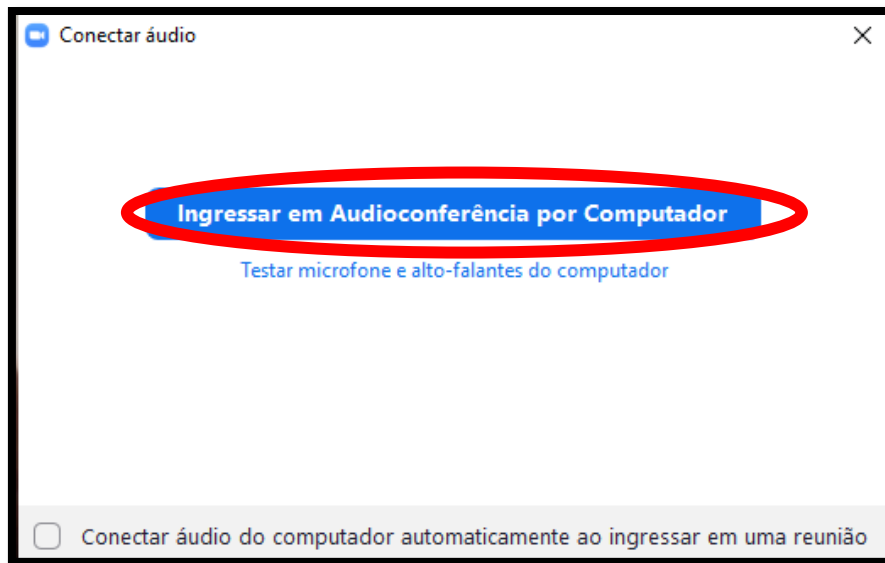 Conectar áudio
Ingressar em Audioconferência por Computador
Testar microfone e alto-falantes do computador
Conectar áudio do computador automaticamente ao ingressar em uma reunião